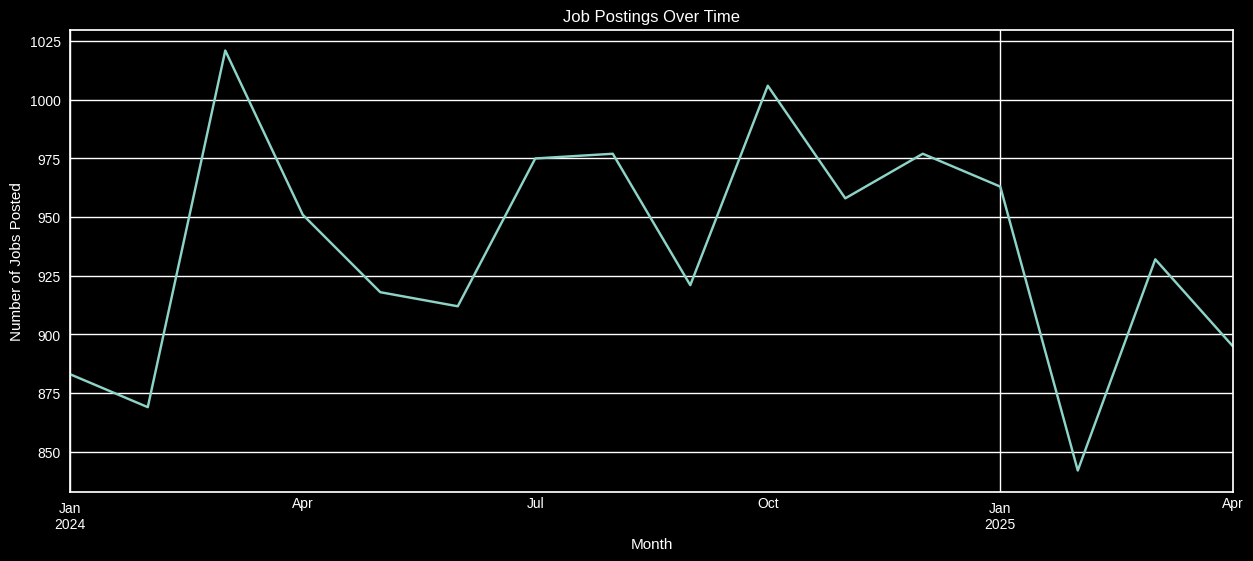 Job Postings Over Time
Number of Jobs Posted
1025
1000
975
950
925
900
875
850
Jan
2024
Apr
Jul
Oct
Jan
2025
Apr
Month